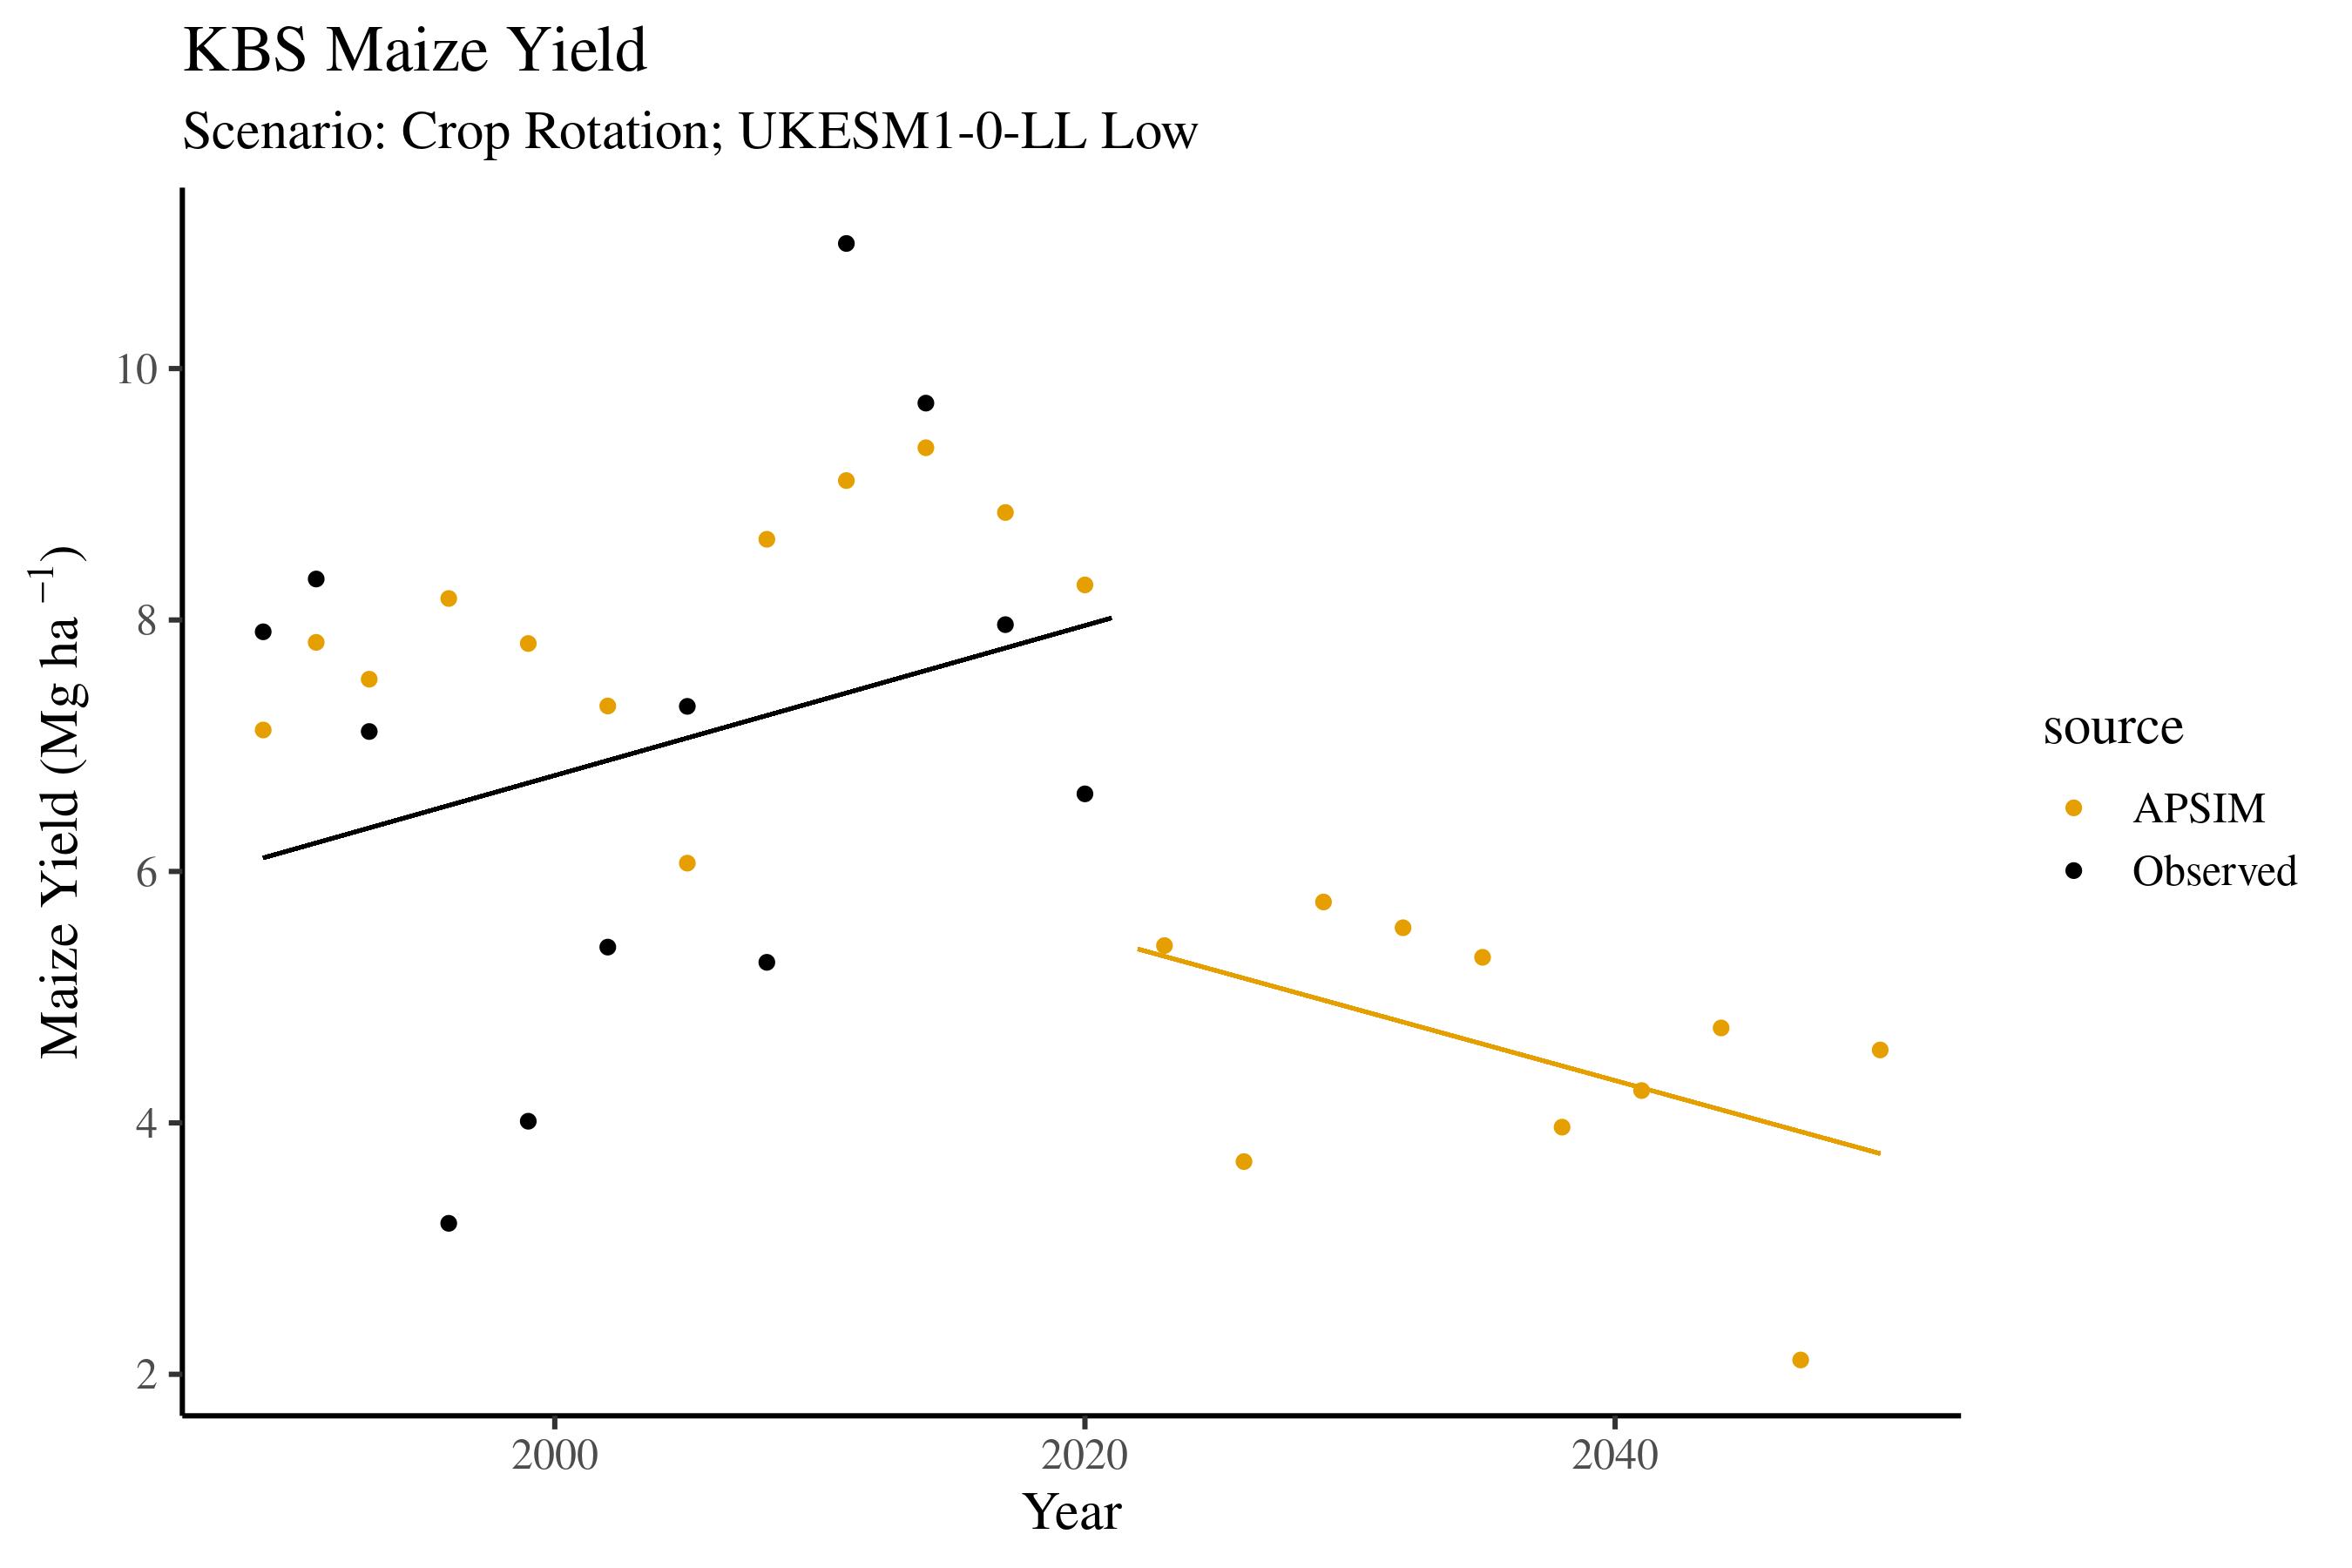 KBS Maize Yield
Scenario: Crop Rotation; UKESM1-0-LL Low
Maize Yield (Mg ha −1)
10
8
6
4
2
2000
2020
2040
Year
source
APSIM
Observed